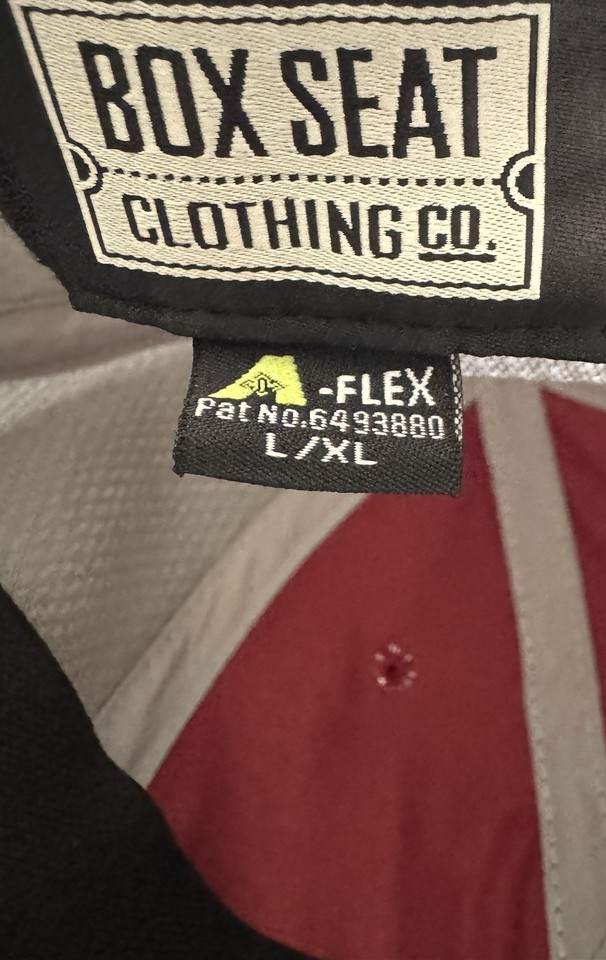 BOX SEAT
CLOTHING CO.
A-FLEX
Pat No.6493880
L/XL